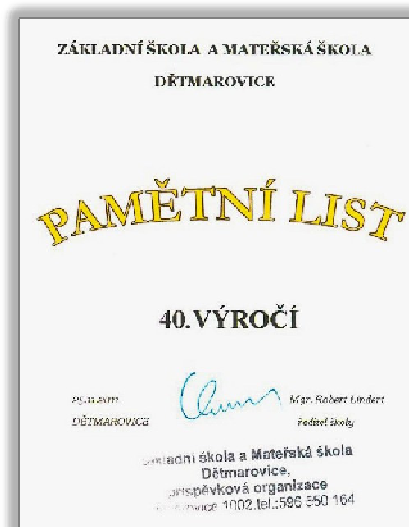 ZÁKLADNÍ ŠKOLA A MATEŘSKÁ ŠKOLA
DĚTMAROVICE
PAMĚTNÍ LIST
40. VÝROČÍ
Mgr. Robert Lindert
DĚTMAROVICE ředitel školy
škola a Mateřská škola
Dětmarovice,
příspěvková organizace
1002, tel.:596 550 164